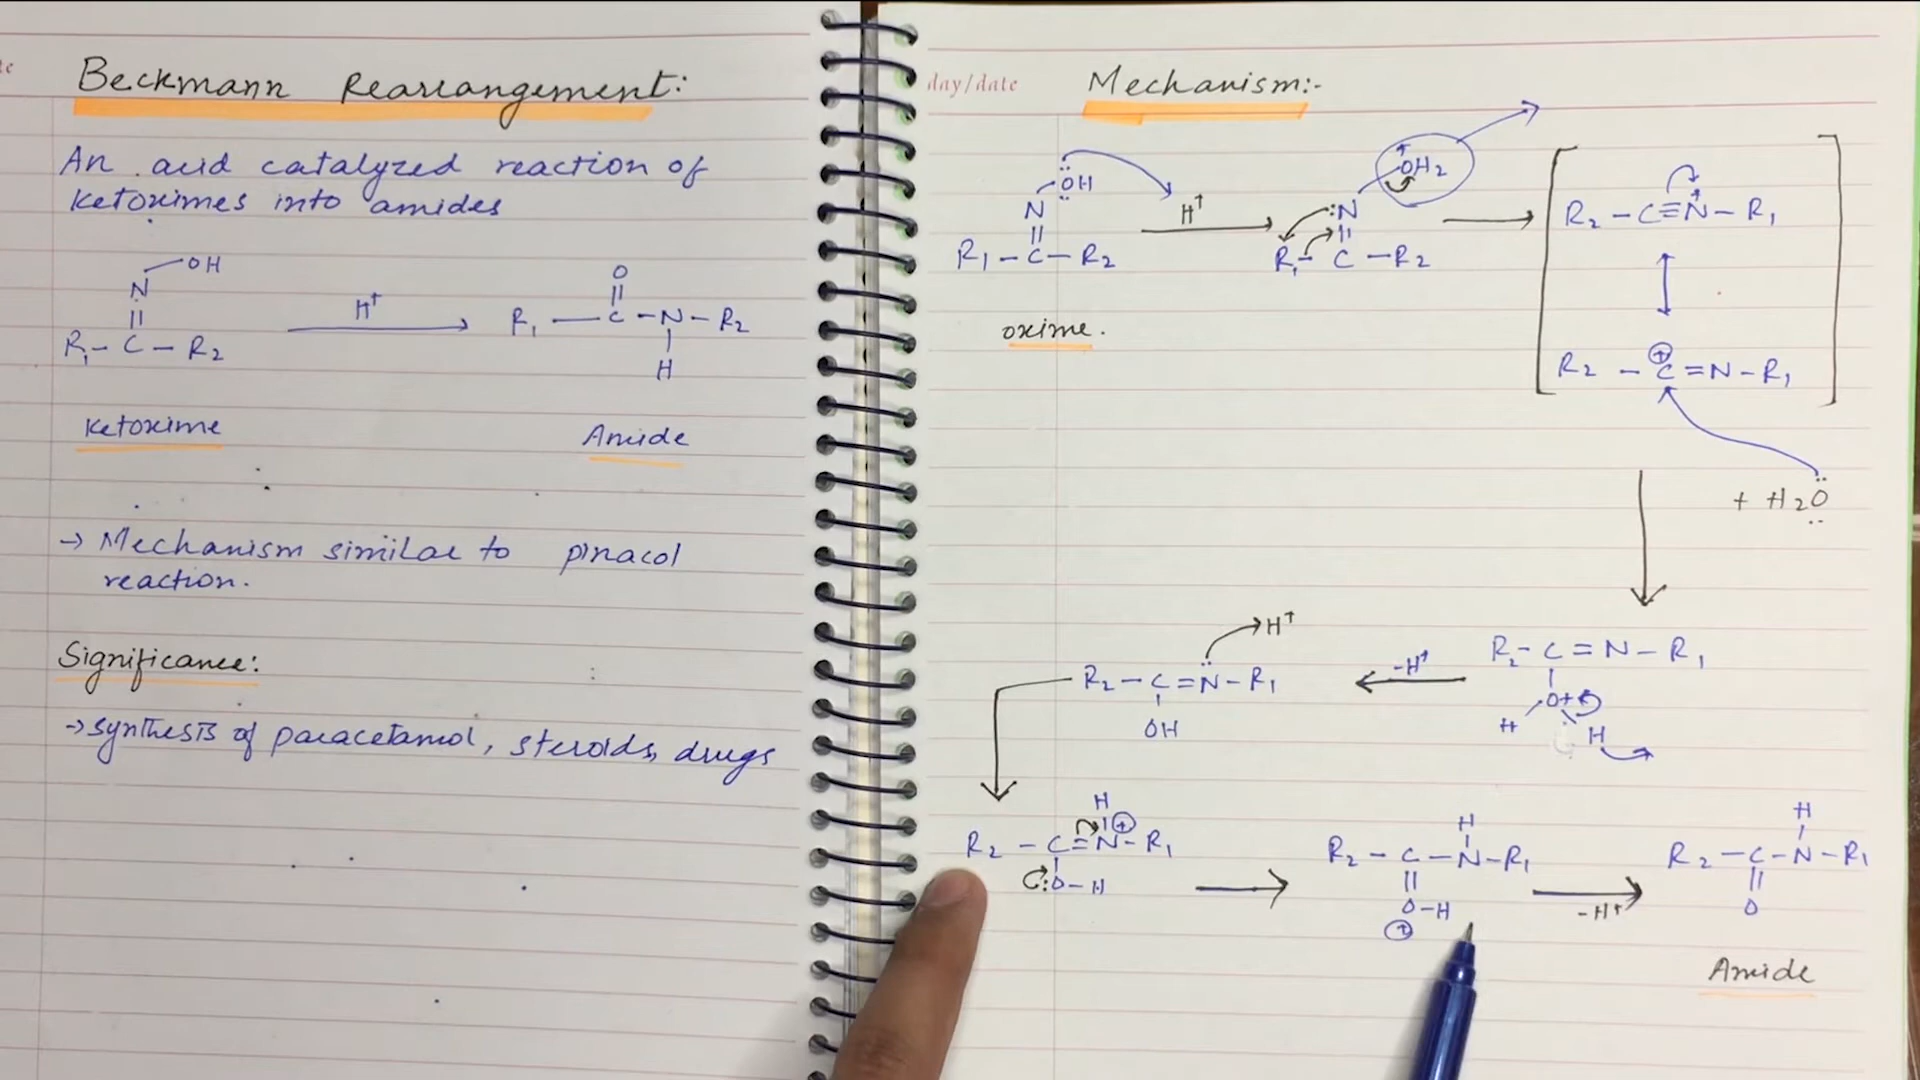 Beckmann Rearrangement:
An acid catalyzed reaction of
ketoximes into amides
OH
N
||
R₁ – C – R₂
H⁺
O
||
R₁ — C – N – R₂
|
H
Ketoxime
Amide
→ Mechanism similar to pinacol
reaction.
Significance:
→ synthesis of paracetamol, steroids, drugs
day/date
Mechanism:-
OH
N
||
R₁ – C – R₂
oxime.
H⁺
OH₂
:N
||
R₁ – C – R₂
R₂ – C ≡ N⁺ – R₁
R₂ – C⊕ = N – R₁
+ H₂O
R₂ – C = N – R₁
|
O+
H
H
-H⁺
H⁺
R₂ – C = N – R₁
OH
H
⊕
R₂ – C = N – R₁
:O – H
H
R₂ – C – N – R₁
||
O – H
⊕
-H⁺
H
R₂ – C – N – R₁
||
O
Amide